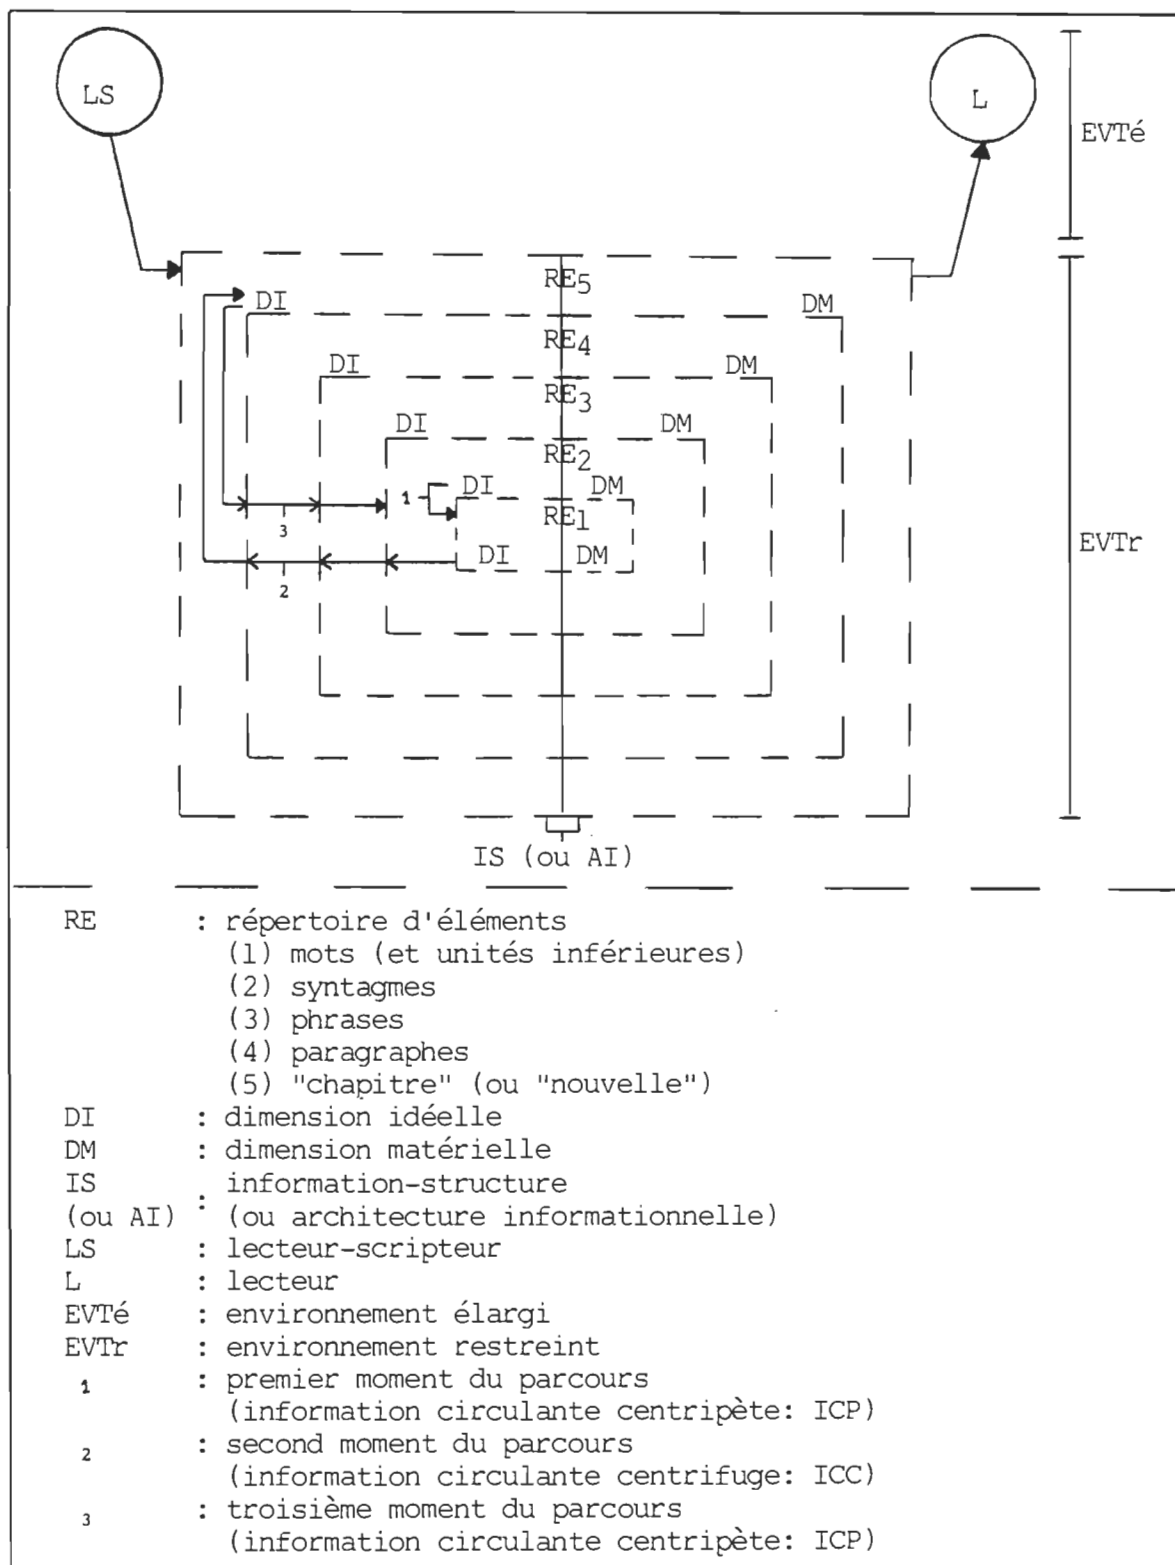 LS
L
EVTé
RE5
DI
DM
RE4
DI
DM
RE3
DI
DM
RE2
1
DI
DM
RE1
3
EVTr
DI
DM
2
IS (ou AI)
RE : répertoire d'éléments
(1) mots (et unités inférieures)
(2) syntagmes
(3) phrases
(4) paragraphes
(5) "chapitre" (ou "nouvelle")
DI : dimension idéelle
DM : dimension matérielle
IS information-structure
(ou AI) : (ou architecture informationnelle)
LS : lecteur-scripteur
L : lecteur
EVTé : environnement élargi
EVTr : environnement restreint
1 : premier moment du parcours
(information circulante centripète: ICP)
2 : second moment du parcours
(information circulante centrifuge: ICC)
3 : troisième moment du parcours
(information circulante centripète: ICP)